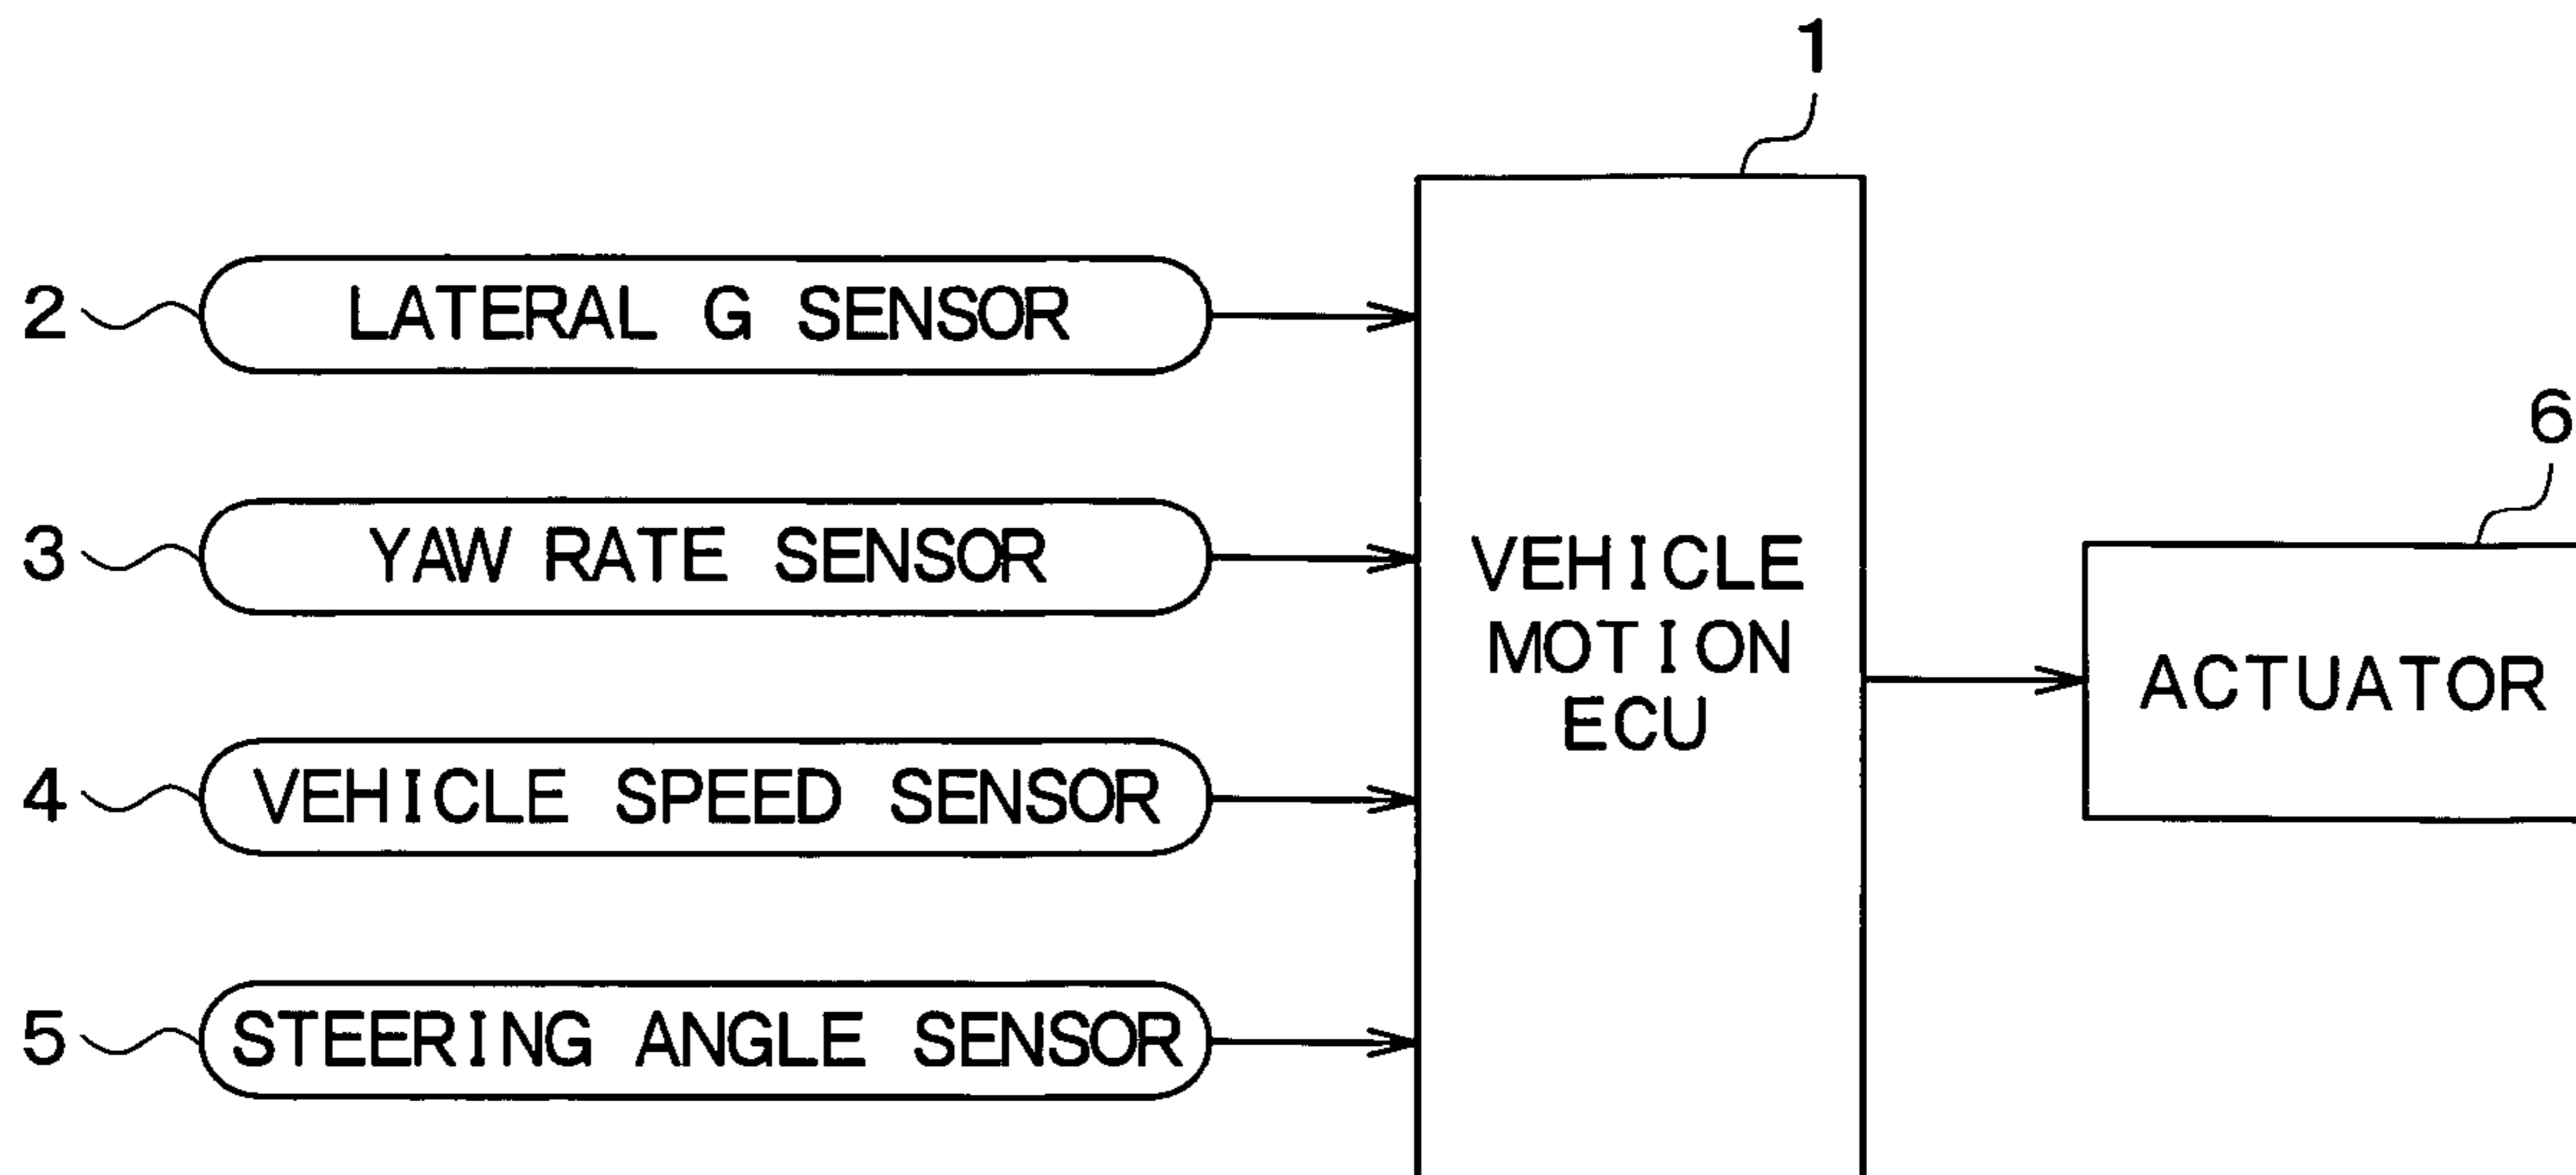 1
2 LATERAL G SENSOR
6
3 YAW RATE SENSOR
VEHICLE
MOTION
ECU
ACTUATOR
4 VEHICLE SPEED SENSOR
5 STEERING ANGLE SENSOR